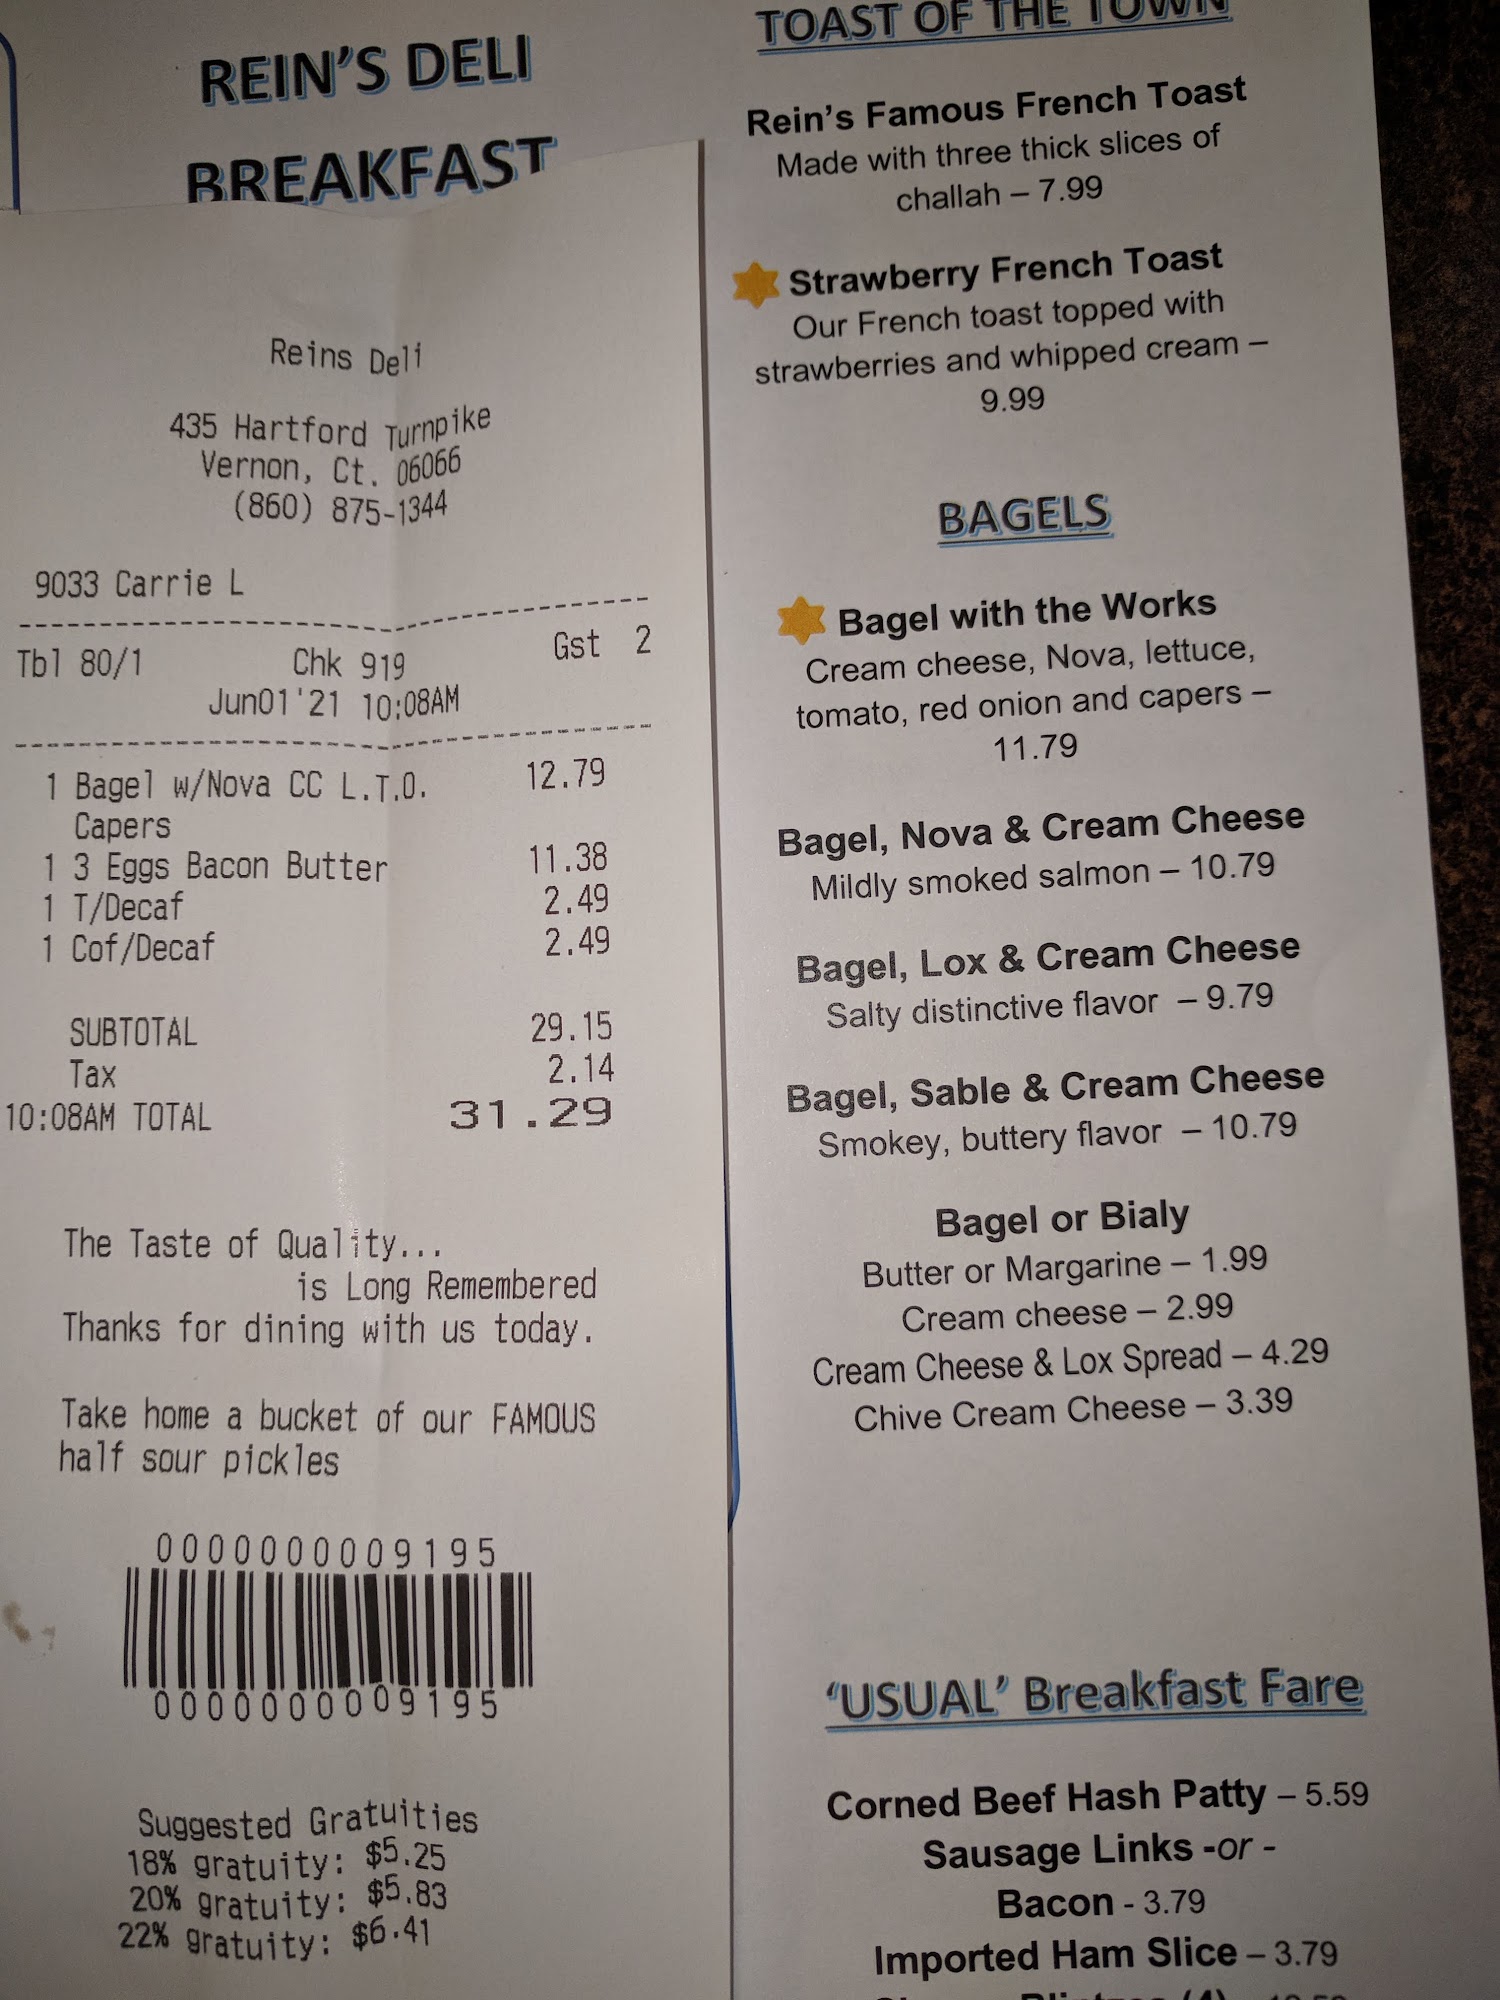 REIN'S DELI
BREAKFAST
Reins Deli
435 Hartford Turnpike
Vernon, Ct. 06066
(860) 875-1344
9033 Carrie L
Tbl 80/1 Chk 919 Gst 2
Jun01'21 10:08AM
1 Bagel w/Nova CC L.T.O. 12.79
Capers
1 3 Eggs Bacon Butter 11.38
1 T/Decaf 2.49
1 Cof/Decaf 2.49
SUBTOTAL 29.15
Tax 2.14
10:08AM TOTAL 31.29
The Taste of Quality...
is Long Remembered
Thanks for dining with us today.
Take home a bucket of our FAMOUS
half sour pickles
0000000009195
0000000009195
Suggested Gratuities
18% gratuity: $5.25
20% gratuity: $5.83
22% gratuity: $6.41
TOAST OF THE TOWN
Rein's Famous French Toast
Made with three thick slices of
challah – 7.99
Strawberry French Toast
Our French toast topped with
strawberries and whipped cream –
9.99
BAGELS
Bagel with the Works
Cream cheese, Nova, lettuce,
tomato, red onion and capers –
11.79
Bagel, Nova & Cream Cheese
Mildly smoked salmon – 10.79
Bagel, Lox & Cream Cheese
Salty distinctive flavor – 9.79
Bagel, Sable & Cream Cheese
Smokey, buttery flavor – 10.79
Bagel or Bialy
Butter or Margarine – 1.99
Cream cheese – 2.99
Cream Cheese & Lox Spread – 4.29
Chive Cream Cheese – 3.39
'USUAL' Breakfast Fare
Corned Beef Hash Patty – 5.59
Sausage Links -or -
Bacon - 3.79
Imported Ham Slice – 3.79
Blintzes (4)